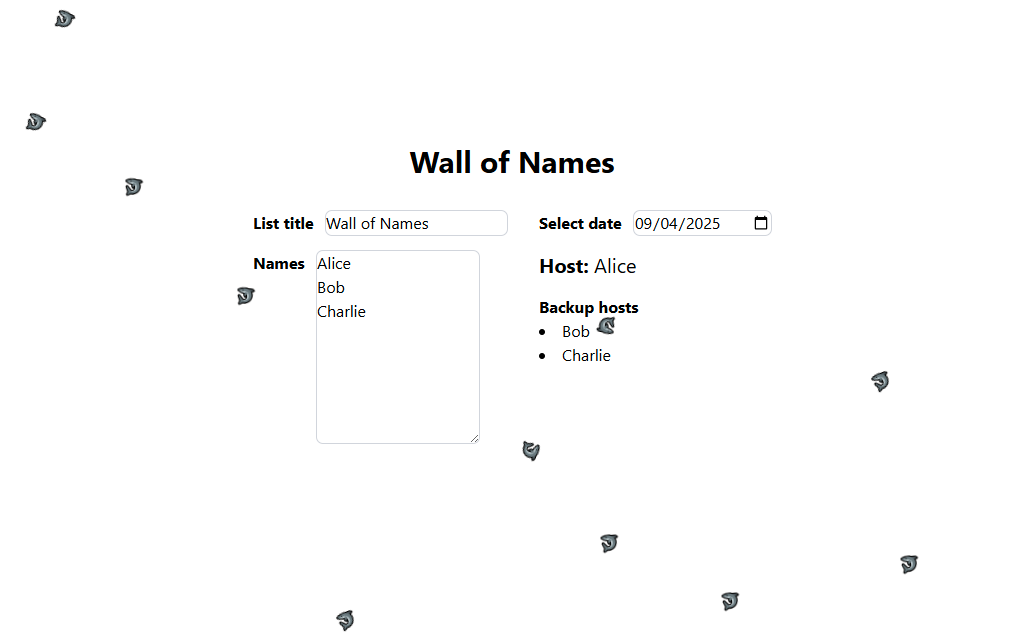 Wall of Names
List title Wall of Names
Select date 09/04/2025
Names Alice
Bob
Charlie
Host: Alice
Backup hosts
• Bob
• Charlie